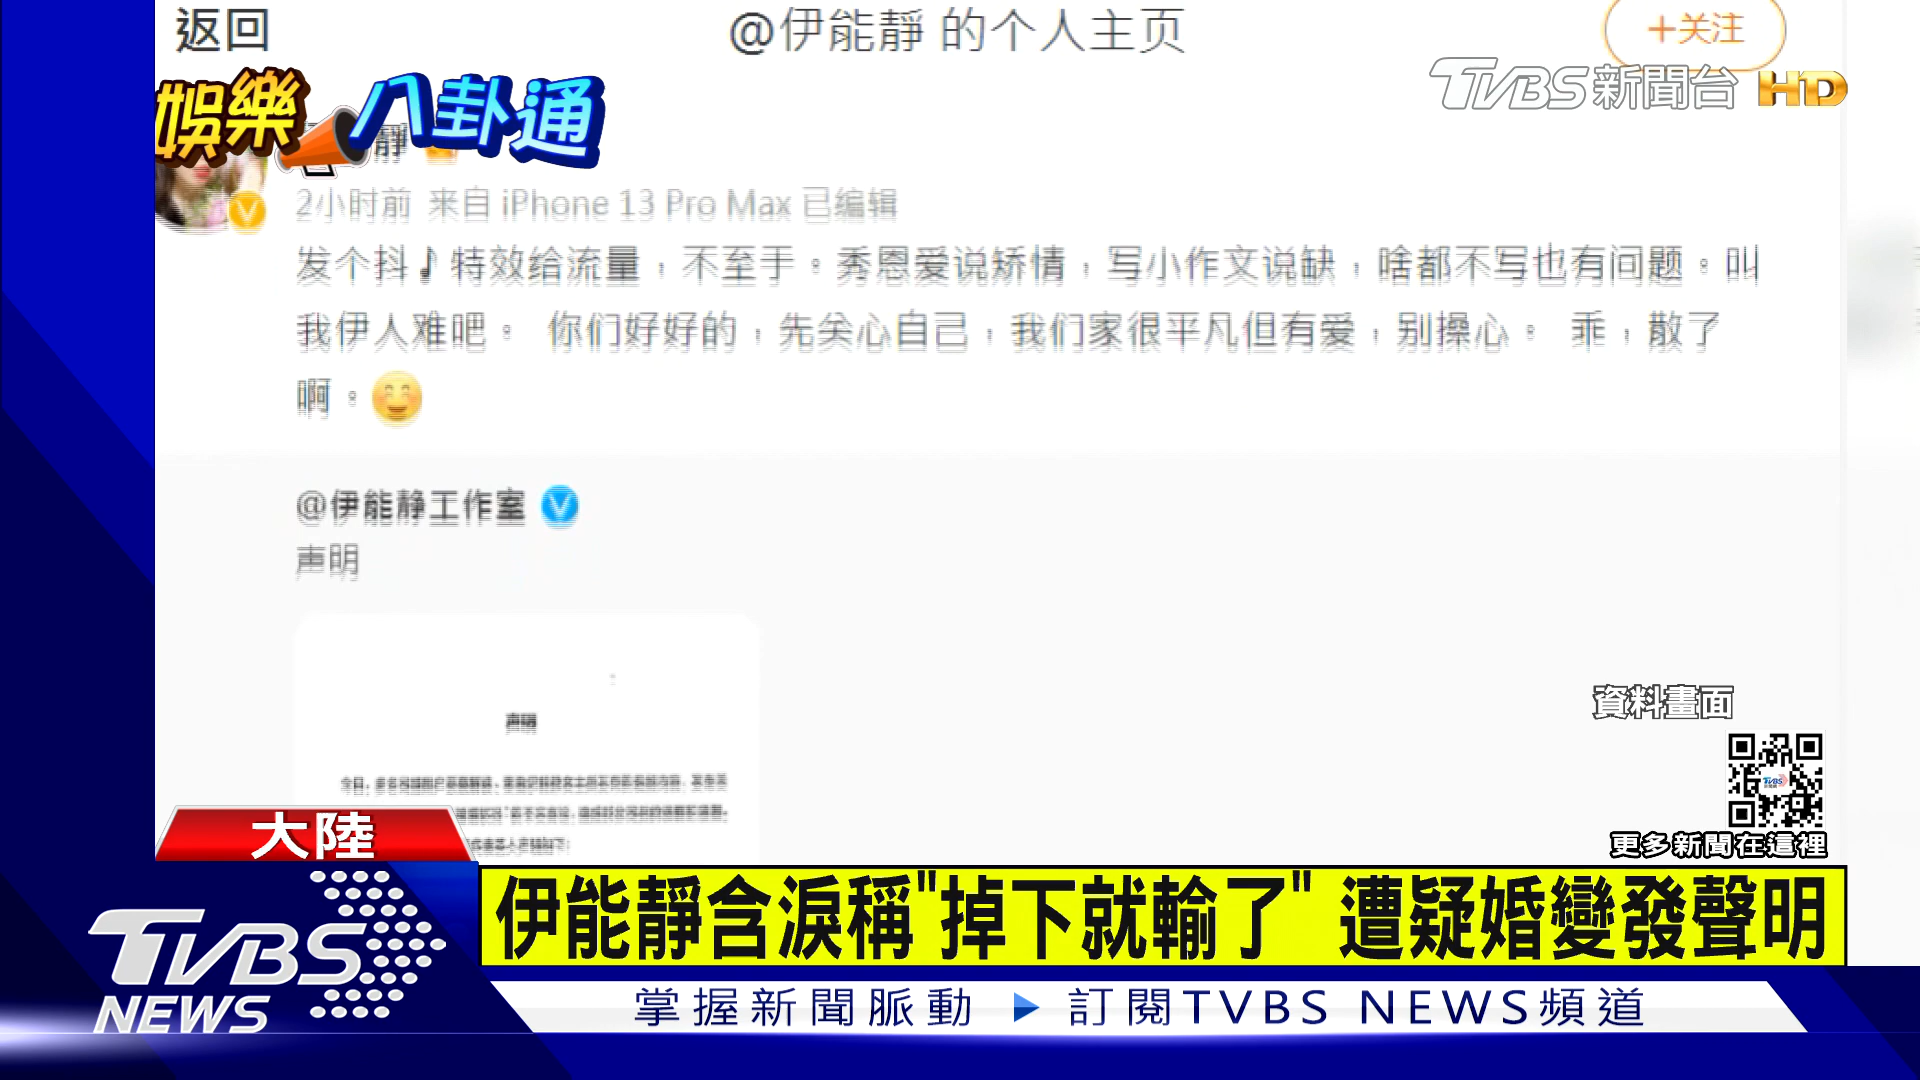 返回
@伊能靜 的个人主页
+关注
TVBS新聞台 HD
娛樂 八卦通
靜
2小时前 来自 iPhone 13 Pro Max 已编辑
发个抖♪特效给流量，不至于。秀恩爱说矫情，写小作文说缺，啥都不写也有问题。叫
我伊人难吧。 你们好好的，先关心自己，我们家很平凡但有爱，别操心。 乖，散了
啊。😊
@伊能静工作室
声明
声明
資料畫面
TVBS
更多新聞在這裡
大陸
伊能靜含淚稱"掉下就輸了" 遭疑婚變發聲明
TVBS
NEWS
掌握新聞脈動 ▶ 訂閱TVBS NEWS頻道